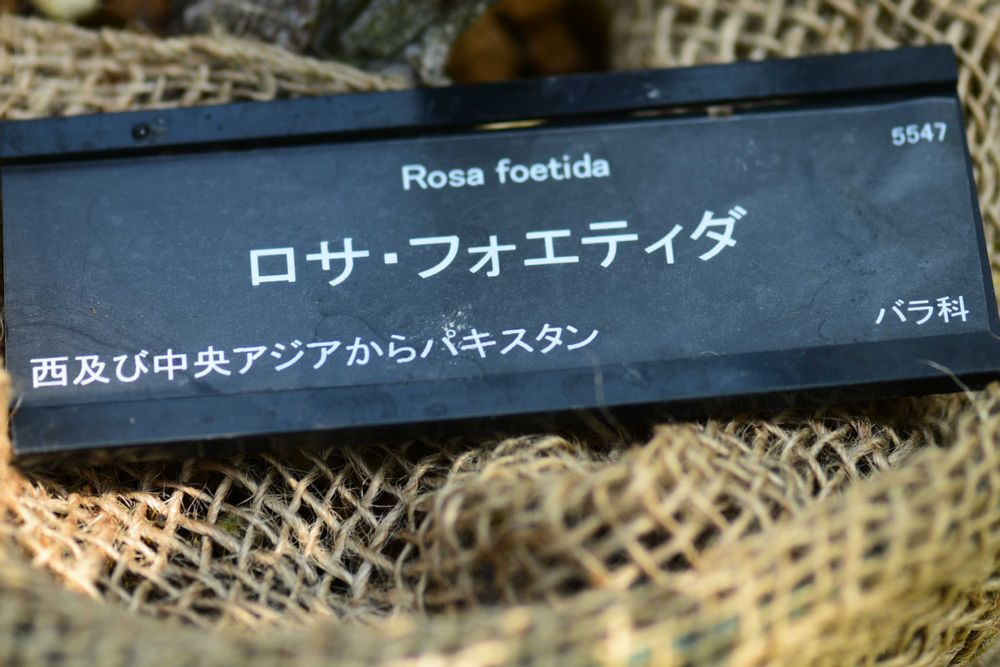 5547
Rosa foetida
ロサ・フォエティダ
バラ科
西及び中央アジアからパキスタン